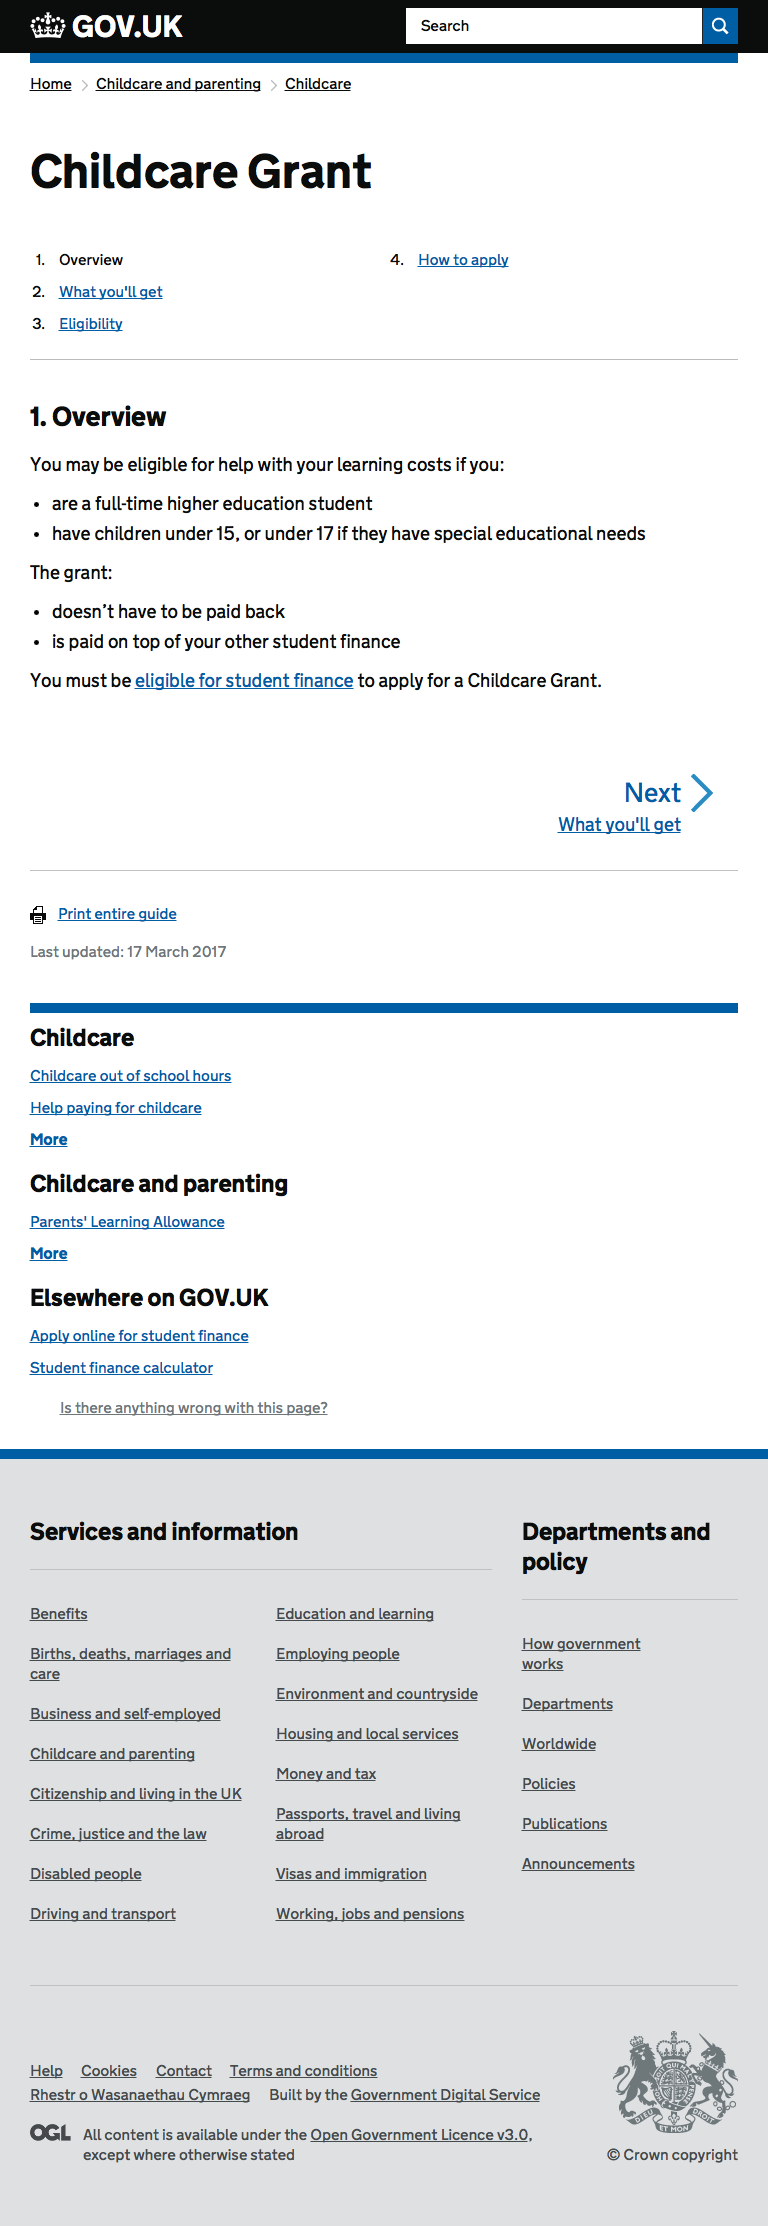 GOV.UK
Search
Home
Childcare and parenting
Childcare
Childcare Grant
1. Overview
2. What you'll get
3. Eligibility
4. How to apply
1. Overview
You may be eligible for help with your learning costs if you:
• are a full-time higher education student
• have children under 15, or under 17 if they have special educational needs
The grant:
• doesn’t have to be paid back
• is paid on top of your other student finance
You must be eligible for student finance to apply for a Childcare Grant.
Next
What you'll get
Print entire guide
Last updated: 17 March 2017
Childcare
Childcare out of school hours
Help paying for childcare
More
Childcare and parenting
Parents' Learning Allowance
More
Elsewhere on GOV.UK
Apply online for student finance
Student finance calculator
Is there anything wrong with this page?
Services and information
Benefits
Births, deaths, marriages and
care
Business and self-employed
Childcare and parenting
Citizenship and living in the UK
Crime, justice and the law
Disabled people
Driving and transport
Education and learning
Employing people
Environment and countryside
Housing and local services
Money and tax
Passports, travel and living
abroad
Visas and immigration
Working, jobs and pensions
Departments and
policy
How government
works
Departments
Worldwide
Policies
Publications
Announcements
Help Cookies Contact Terms and conditions
Rhestr o Wasanaethau Cymraeg Built by the Government Digital Service
OGL
All content is available under the Open Government Licence v3.0,
except where otherwise stated
DIEU ET MON DROIT
© Crown copyright